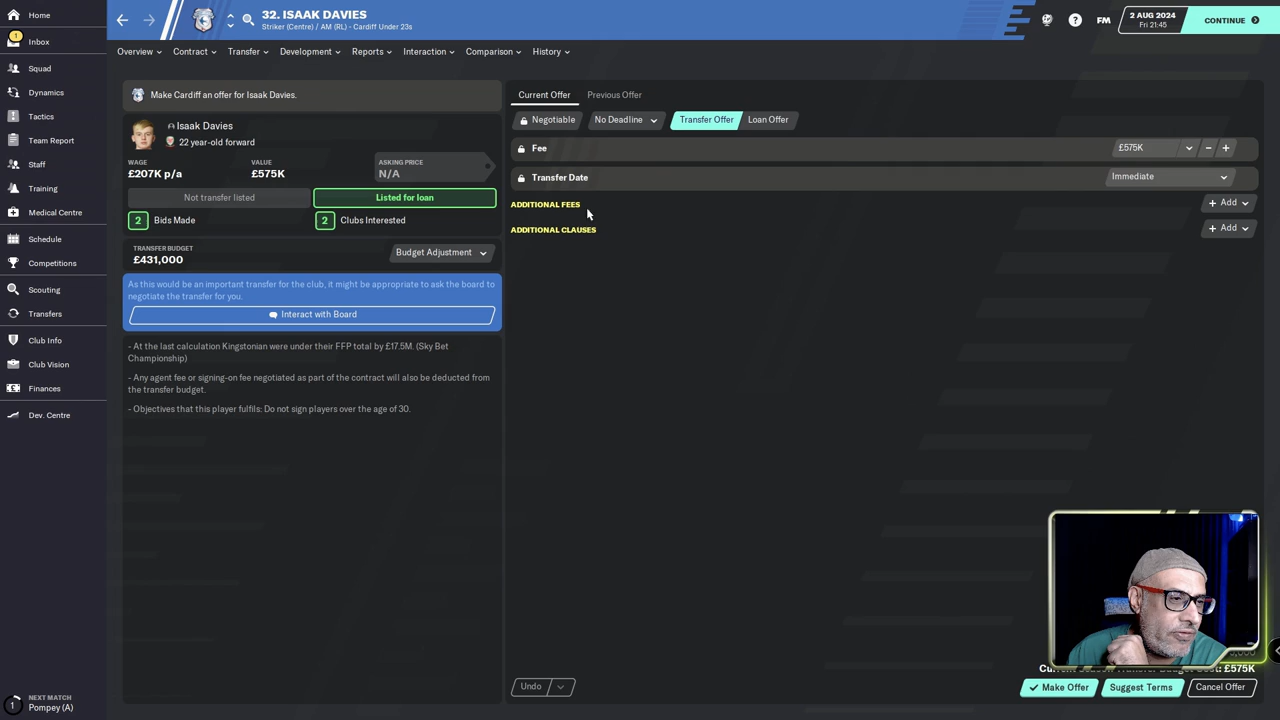 Home
1
Inbox
Squad
Dynamics
Tactics
Team Report
Staff
Training
Medical Centre
Schedule
Competitions
Scouting
Transfers
Club Info
Club Vision
Finances
Dev. Centre
1
NEXT MATCH
Pompey (A)
32. ISAAK DAVIES
Striker (Centre) / AM (RL) - Cardiff Under 23s
?
FM
2 AUG 2024
Fri 21:45
CONTINUE
Overview
Contract
Transfer
Development
Reports
Interaction
Comparison
History
Make Cardiff an offer for Isaak Davies.
Isaak Davies
22 year-old forward
WAGE
£207K p/a
VALUE
£575K
ASKING PRICE
N/A
Not transfer listed
Listed for loan
2 Bids Made
2 Clubs Interested
TRANSFER BUDGET
£431,000
Budget Adjustment
As this would be an important transfer for the club, it might be appropriate to ask the board to
negotiate the transfer for you.
Interact with Board
- At the last calculation Kingstonian were under their FFP total by £17.5M. (Sky Bet
Championship)
- Any agent fee or signing-on fee negotiated as part of the contract will also be deducted from
the transfer budget.
- Objectives that this player fulfils: Do not sign players over the age of 30.
Current Offer
Previous Offer
Negotiable
No Deadline
Transfer Offer
Loan Offer
Fee
£575K
Transfer Date
Immediate
ADDITIONAL FEES
+ Add
ADDITIONAL CLAUSES
+ Add
Undo
Budget Cost: £575K
Make Offer
Suggest Terms
Cancel Offer